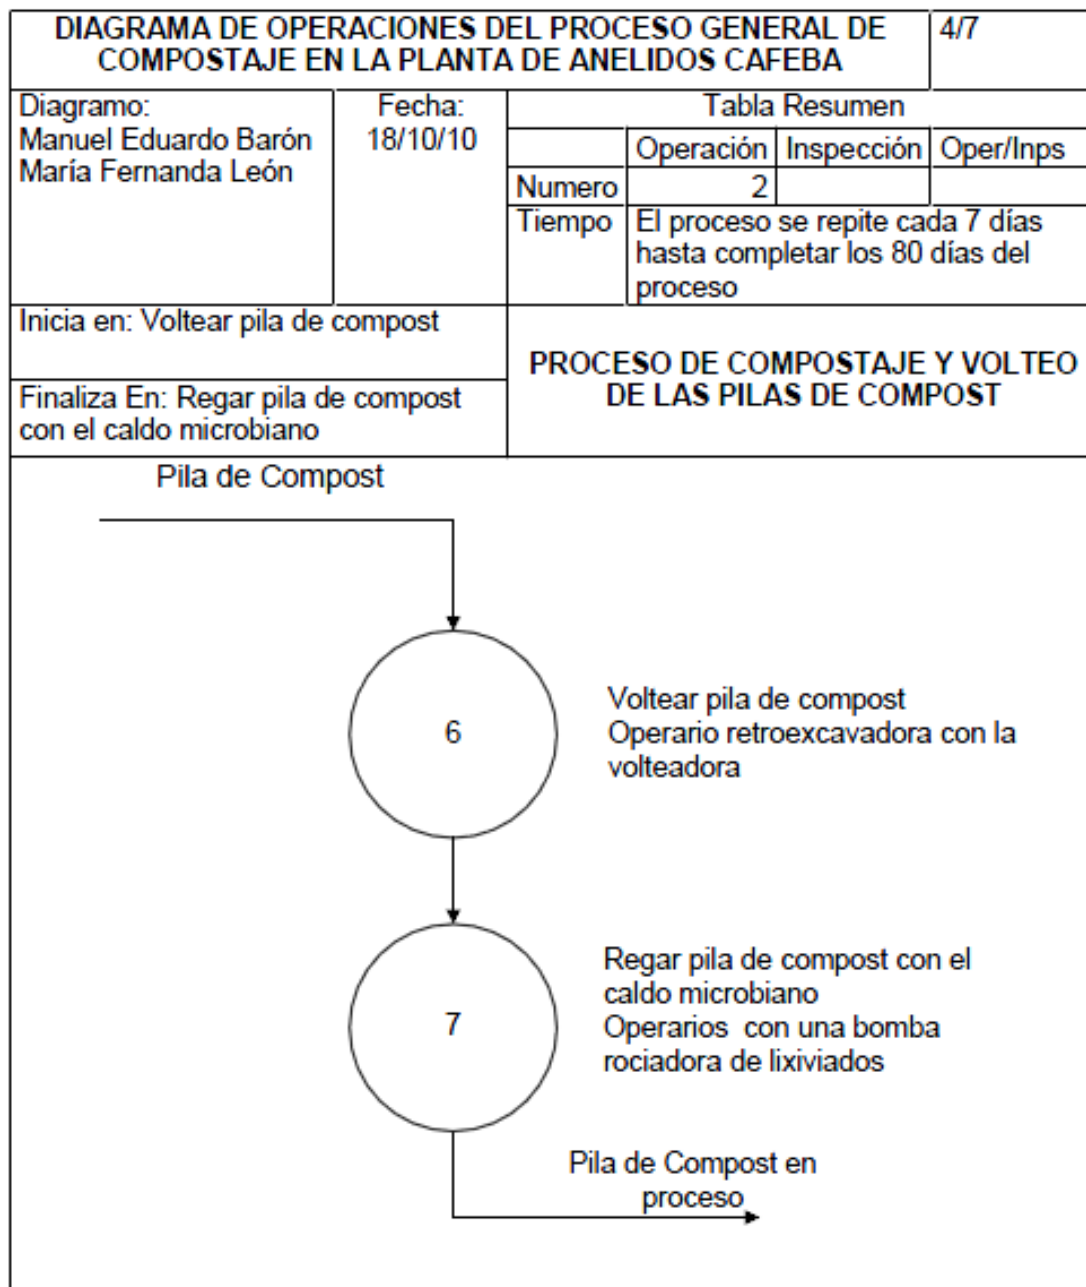 DIAGRAMA DE OPERACIONES DEL PROCESO GENERAL DE
COMPOSTAJE EN LA PLANTA DE ANELIDOS CAFEBA
4/7
Diagramo:
Manuel Eduardo Barón
María Fernanda León
Fecha:
18/10/10
Tabla Resumen
Operación Inspección Oper/Inps
Numero 2
Tiempo El proceso se repite cada 7 días
hasta completar los 80 días del
proceso
Inicia en: Voltear pila de compost
Finaliza En: Regar pila de compost
con el caldo microbiano
PROCESO DE COMPOSTAJE Y VOLTEO
DE LAS PILAS DE COMPOST
Pila de Compost
6
Voltear pila de compost
Operario retroexcavadora con la
volteadora
7
Regar pila de compost con el
caldo microbiano
Operarios con una bomba
rociadora de lixiviados
Pila de Compost en
proceso